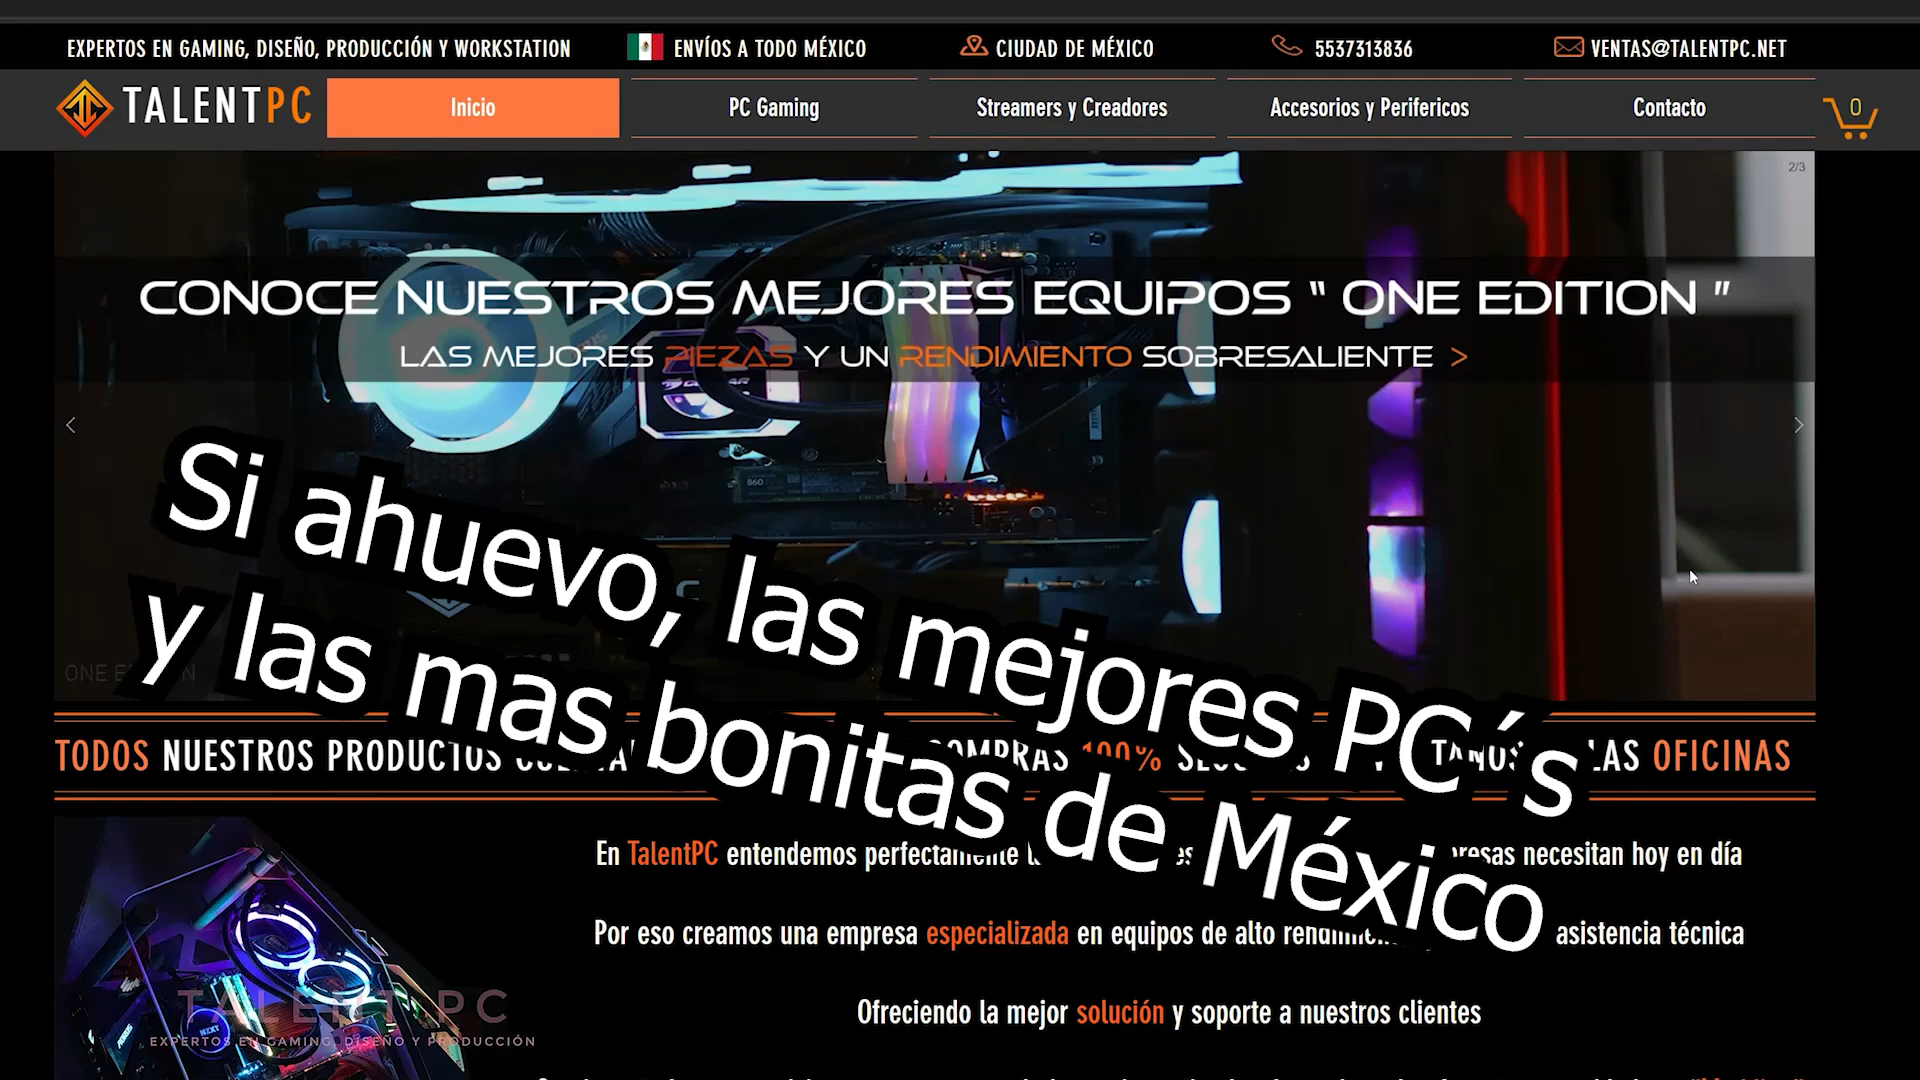 EXPERTOS EN GAMING, DISEÑO, PRODUCCIÓN Y WORKSTATION
ENVÍOS A TODO MÉXICO
CIUDAD DE MÉXICO
5537313836
VENTAS@TALENTPC.NET
TALENTPC
Inicio
PC Gaming
Streamers y Creadores
Accesorios y Perifericos
Contacto
0
2/3
CONOCE NUESTROS MEJORES EQUIPOS “ ONE EDITION ”
LAS MEJORES PIEZAS Y UN RENDIMIENTO SOBRESALIENTE >
Si ahuevo, las mejores PC´s
y las mas bonitas de México
TODOS NUESTROS PRODUCTOS
COMPRAS 100%
LAS OFICINAS
En TalentPC entendemos perfectamente
necesitan hoy en día
Por eso creamos una empresa especializada en equipos de alto
asistencia técnica
Ofreciendo la mejor solución y soporte a nuestros clientes
TALENT PC
EXPERTOS EN GAMING, DISEÑO Y PRODUCCIÓN
NZXT